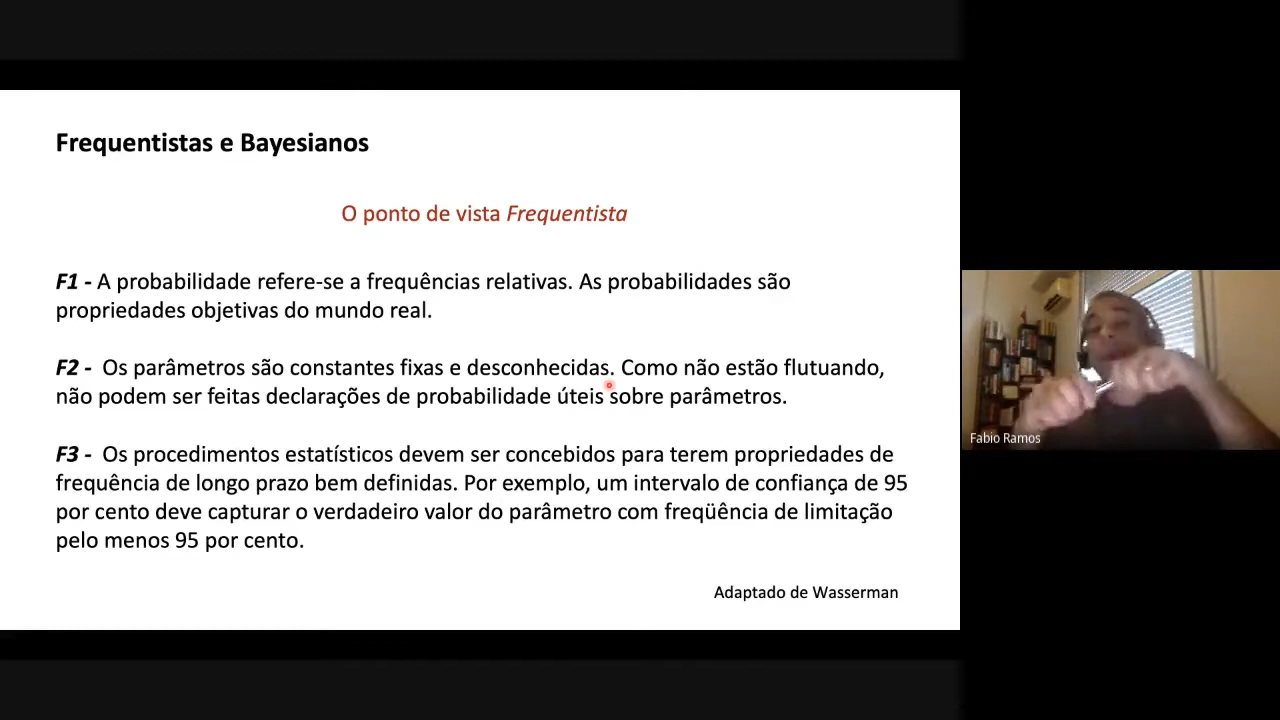 Frequentistas e Bayesianos
O ponto de vista Frequentista
F1 - A probabilidade refere-se a frequências relativas. As probabilidades são
propriedades objetivas do mundo real.
F2 - Os parâmetros são constantes fixas e desconhecidas. Como não estão flutuando,
não podem ser feitas declarações de probabilidade úteis sobre parâmetros.
F3 - Os procedimentos estatísticos devem ser concebidos para terem propriedades de
frequência de longo prazo bem definidas. Por exemplo, um intervalo de confiança de 95
por cento deve capturar o verdadeiro valor do parâmetro com freqüência de limitação
pelo menos 95 por cento.
Adaptado de Wasserman
Fabio Ramos